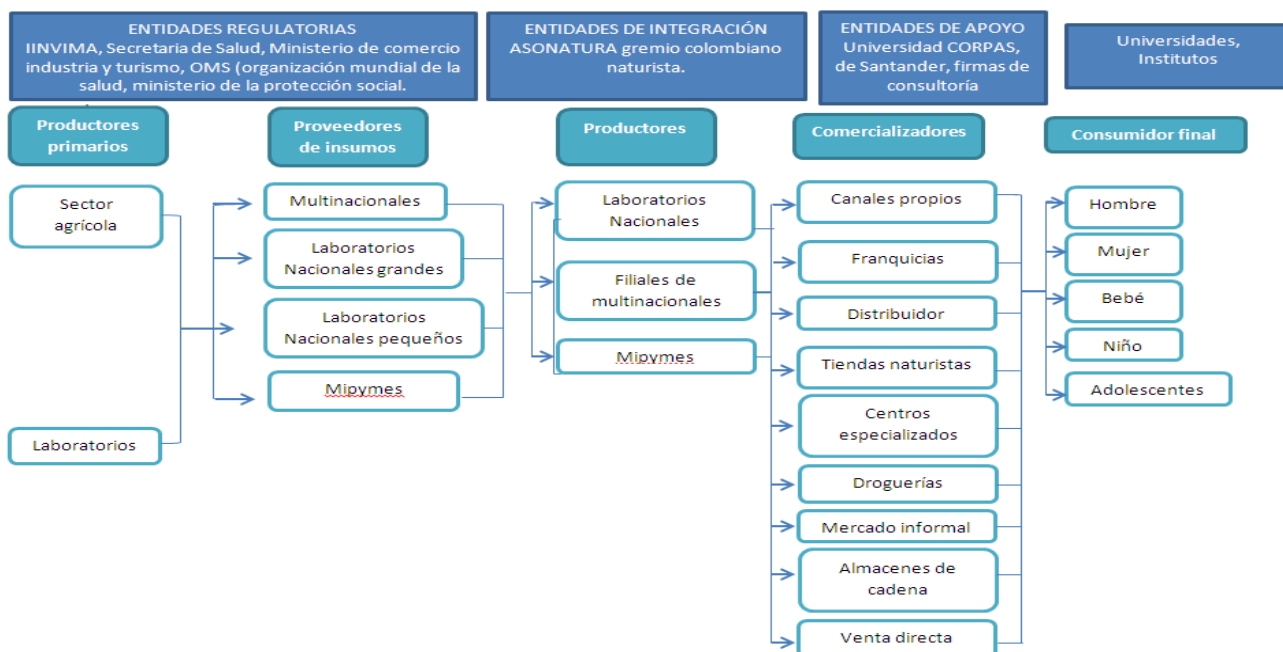 ENTIDADES REGULATORIAS
IINVIMA, Secretaria de Salud, Ministerio de comercio
industria y turismo, OMS (organización mundial de la
salud, ministerio de la protección social.
ENTIDADES DE INTEGRACIÓN
ASONATURA gremio colombiano
naturista.
ENTIDADES DE APOYO
Universidad CORPAS,
de Santander, firmas de
consultoría
Universidades,
Institutos
Productores
primarios
Proveedores
de insumos
Productores
Comercializadores
Consumidor final
Sector
agrícola
Laboratorios
Multinacionales
Laboratorios
Nacionales grandes
Laboratorios
Nacionales pequeños
Mipymes
Laboratorios
Nacionales
Filiales de
multinacionales
Mipymes
Canales propios
Franquicias
Distribuidor
Tiendas naturistas
Centros
especializados
Droguerías
Mercado informal
Almacenes de
cadena
Venta directa
Hombre
Mujer
Bebé
Niño
Adolescentes